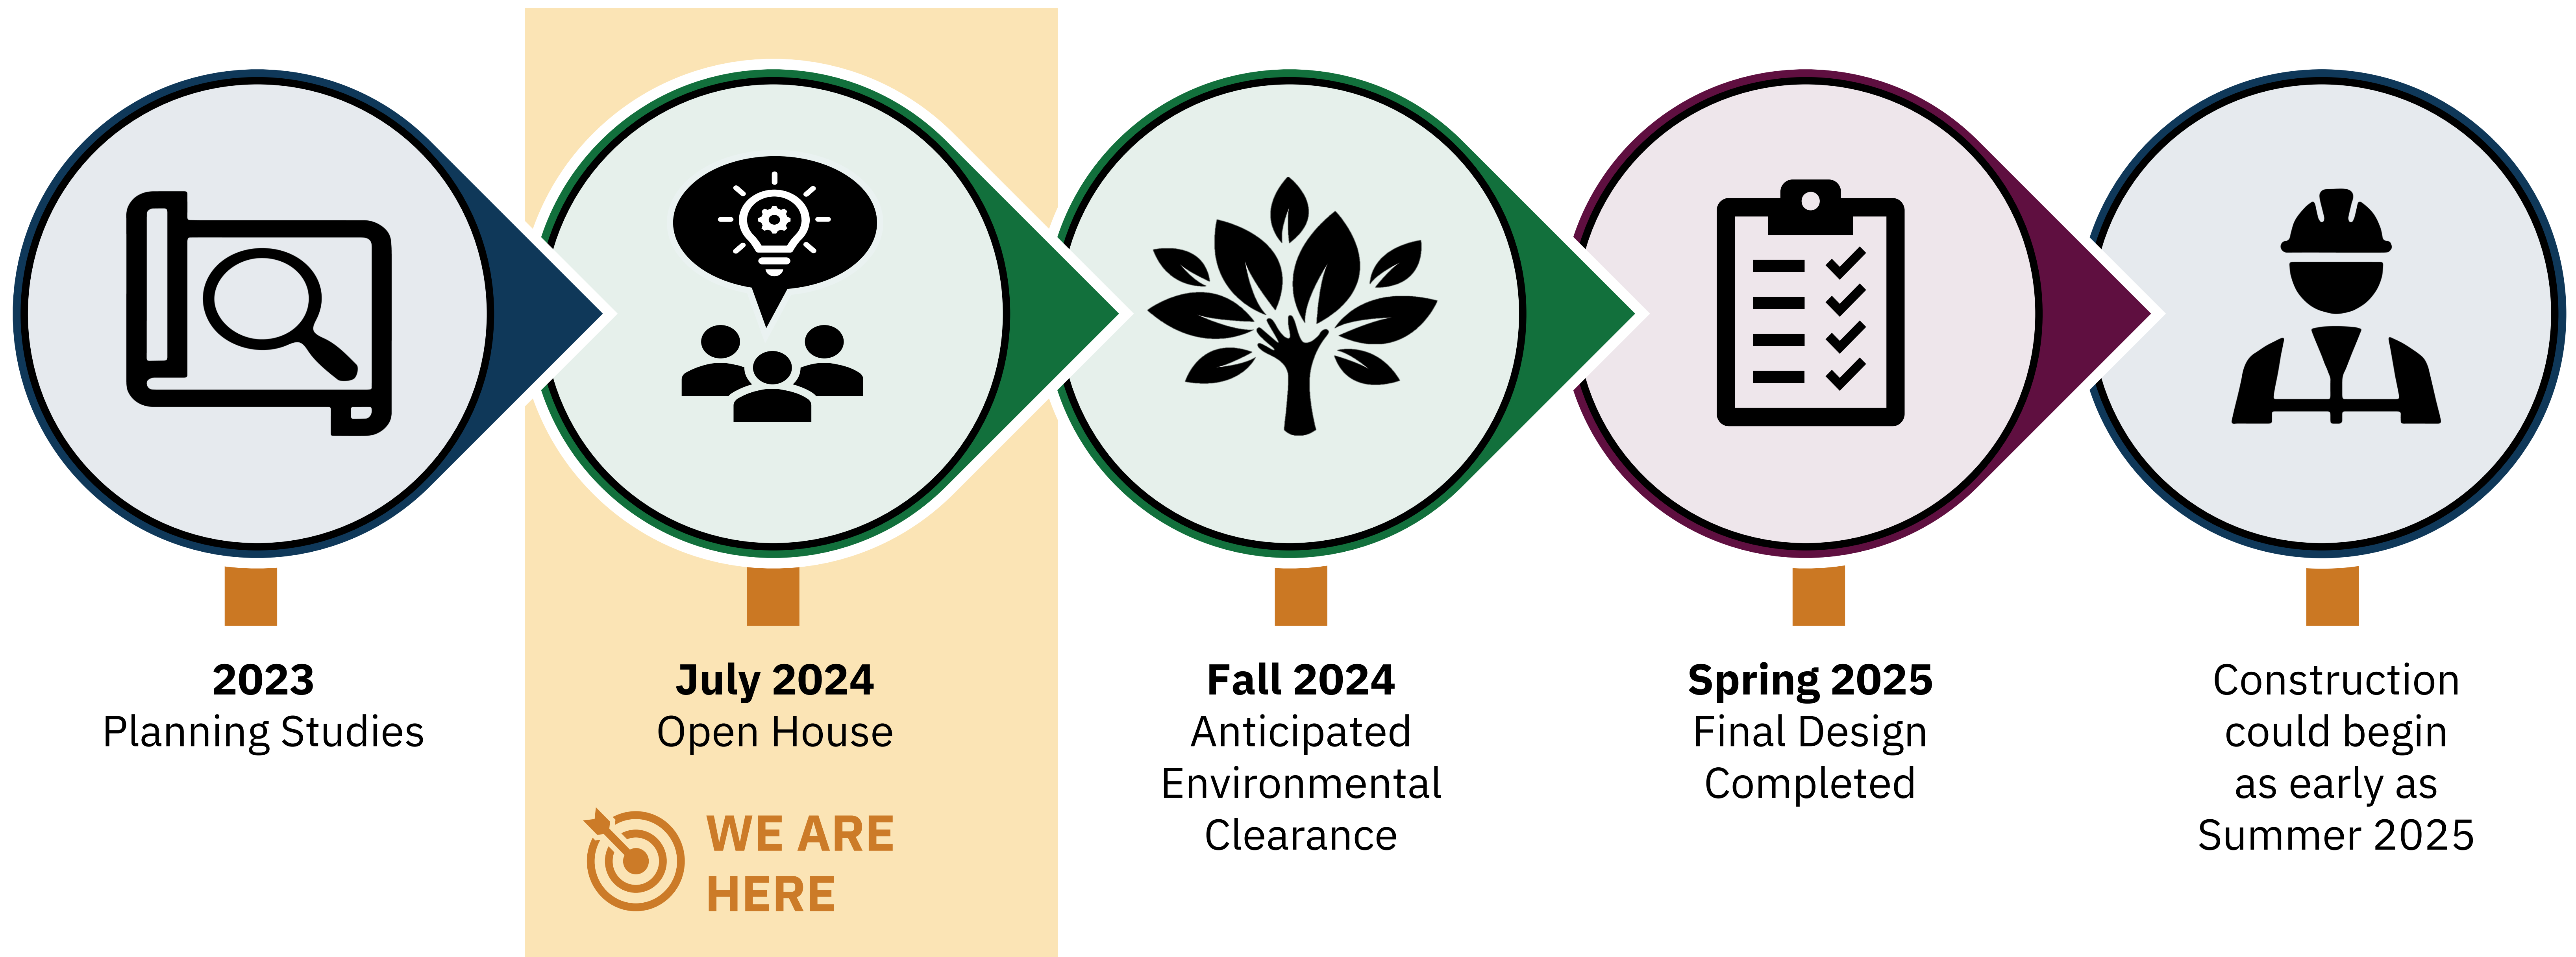 2023
Planning Studies
July 2024
Open House
WE ARE
HERE
Fall 2024
Anticipated
Environmental
Clearance
Spring 2025
Final Design
Completed
Construction
could begin
as early as
Summer 2025